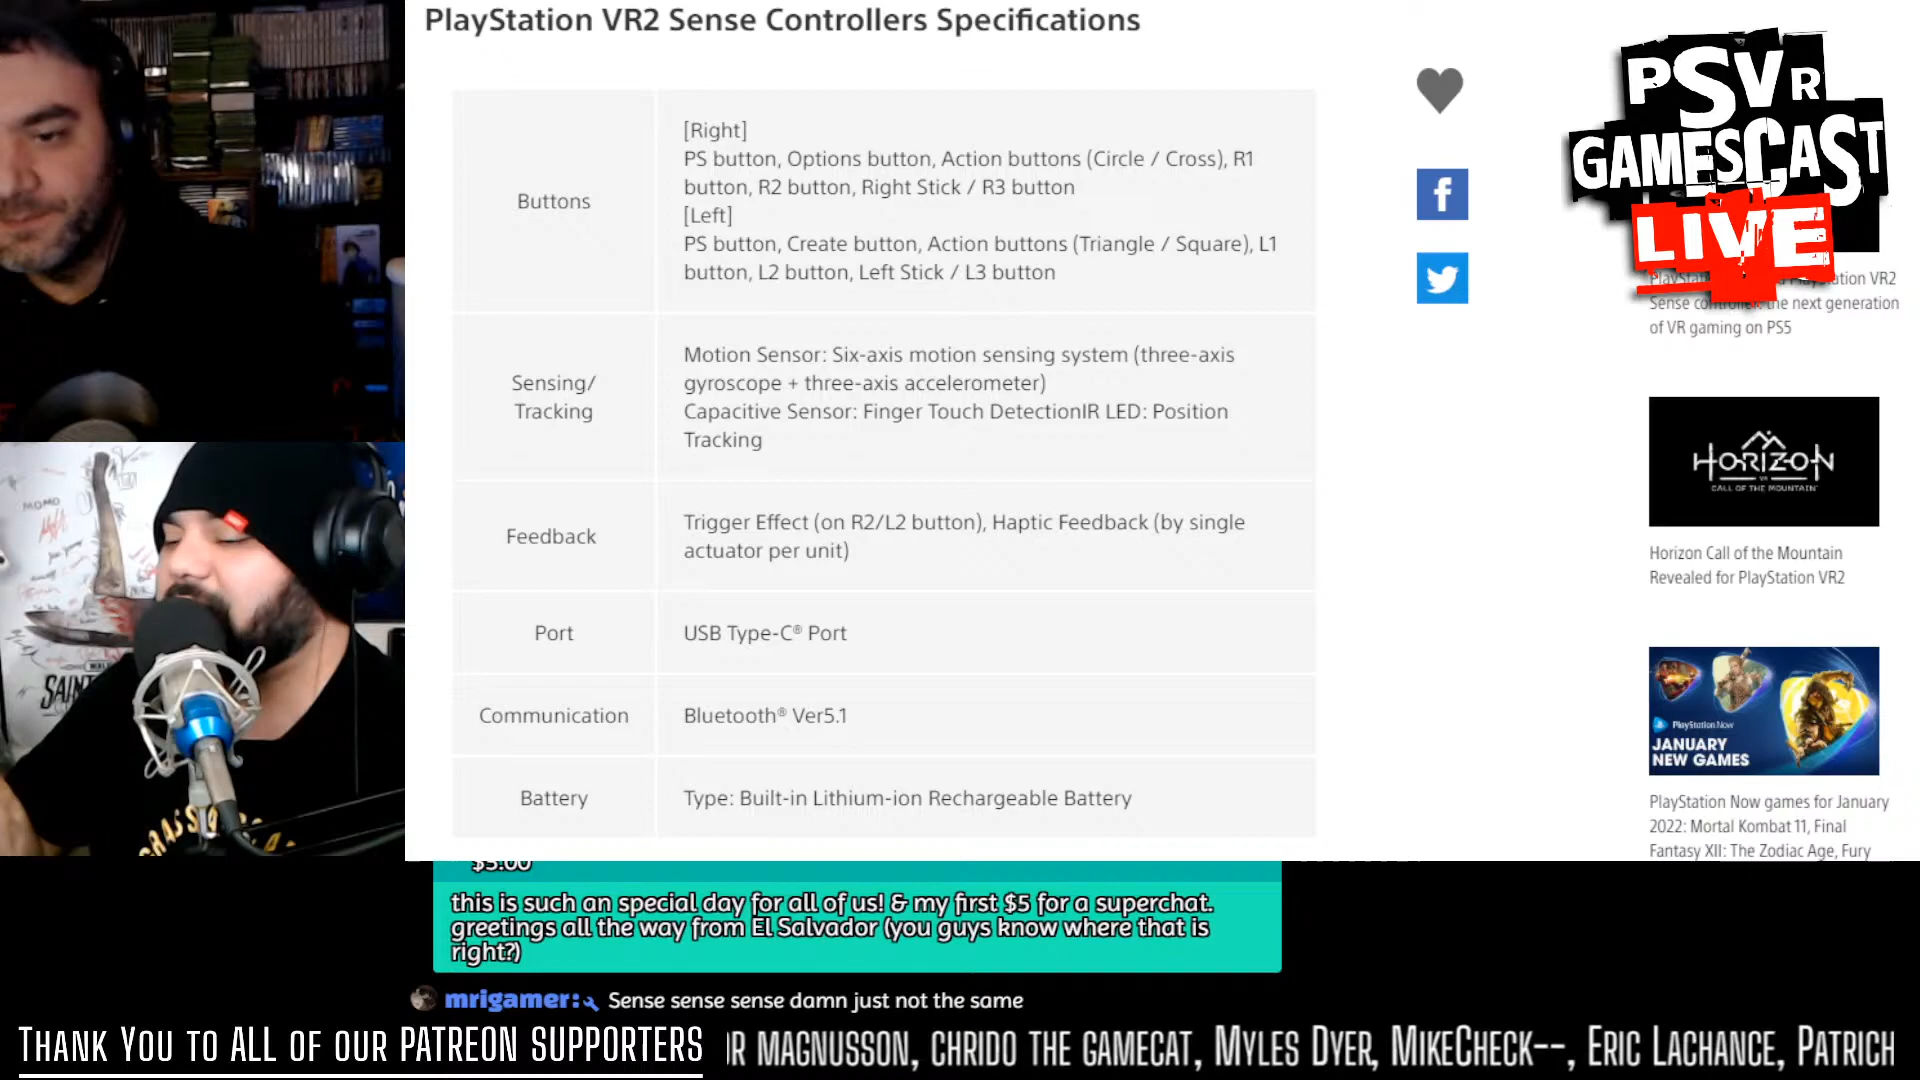 PlayStation VR2 Sense Controllers Specifications
Buttons
[Right]
PS button, Options button, Action buttons (Circle / Cross), R1
button, R2 button, Right Stick / R3 button
[Left]
PS button, Create button, Action buttons (Triangle / Square), L1
button, L2 button, Left Stick / L3 button
Sensing/
Tracking
Motion Sensor: Six-axis motion sensing system (three-axis
gyroscope + three-axis accelerometer)
Capacitive Sensor: Finger Touch DetectionIR LED: Position
Tracking
Feedback
Trigger Effect (on R2/L2 button), Haptic Feedback (by single
actuator per unit)
Port
USB Type-C® Port
Communication
Bluetooth® Ver5.1
Battery
Type: Built-in Lithium-ion Rechargeable Battery
PSVR
GAMESCAST
LIVE
VR2
Sense the next generation
of VR gaming on PS5
HORIZON
CALL OF THE MOUNTAIN
Horizon Call of the Mountain
Revealed for PlayStation VR2
PlayStation Now
JANUARY
NEW GAMES
PlayStation Now games for January
2022: Mortal Kombat 11, Final
Fantasy XII: The Zodiac Age, Fury
MOMO
$5.00
this is such an special day for all of us! & my first $5 for a superchat.
greetings all the way from El Salvador (you guys know where that is
right?)
mrigamer: Sense sense sense damn just not the same
THANK YOU TO ALL OF OUR PATREON SUPPORTERS
R MAGNUSSON, CHRIDO THE GAMECAT, MYLES DYER, MIKECHECK--, ERIC LACHANCE, PATRICH